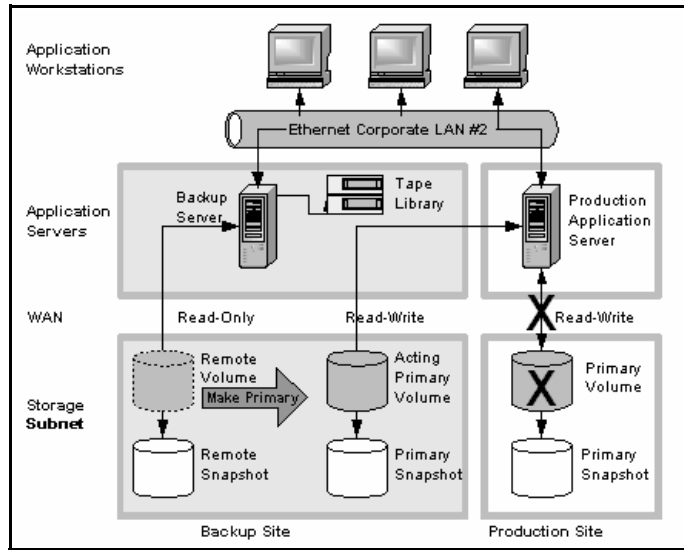 Application
Workstations
Ethernet Corporate LAN #2
Application
Servers
Backup
Server
Tape
Library
Production
Application
Server
WAN
Read-Only
Read-Write
X
Read-Write
Storage
Subnet
Remote
Volume
Make Primary
Acting
Primary
Volume
X
Primary
Volume
Remote
Snapshot
Primary
Snapshot
Primary
Snapshot
Backup Site
Production Site